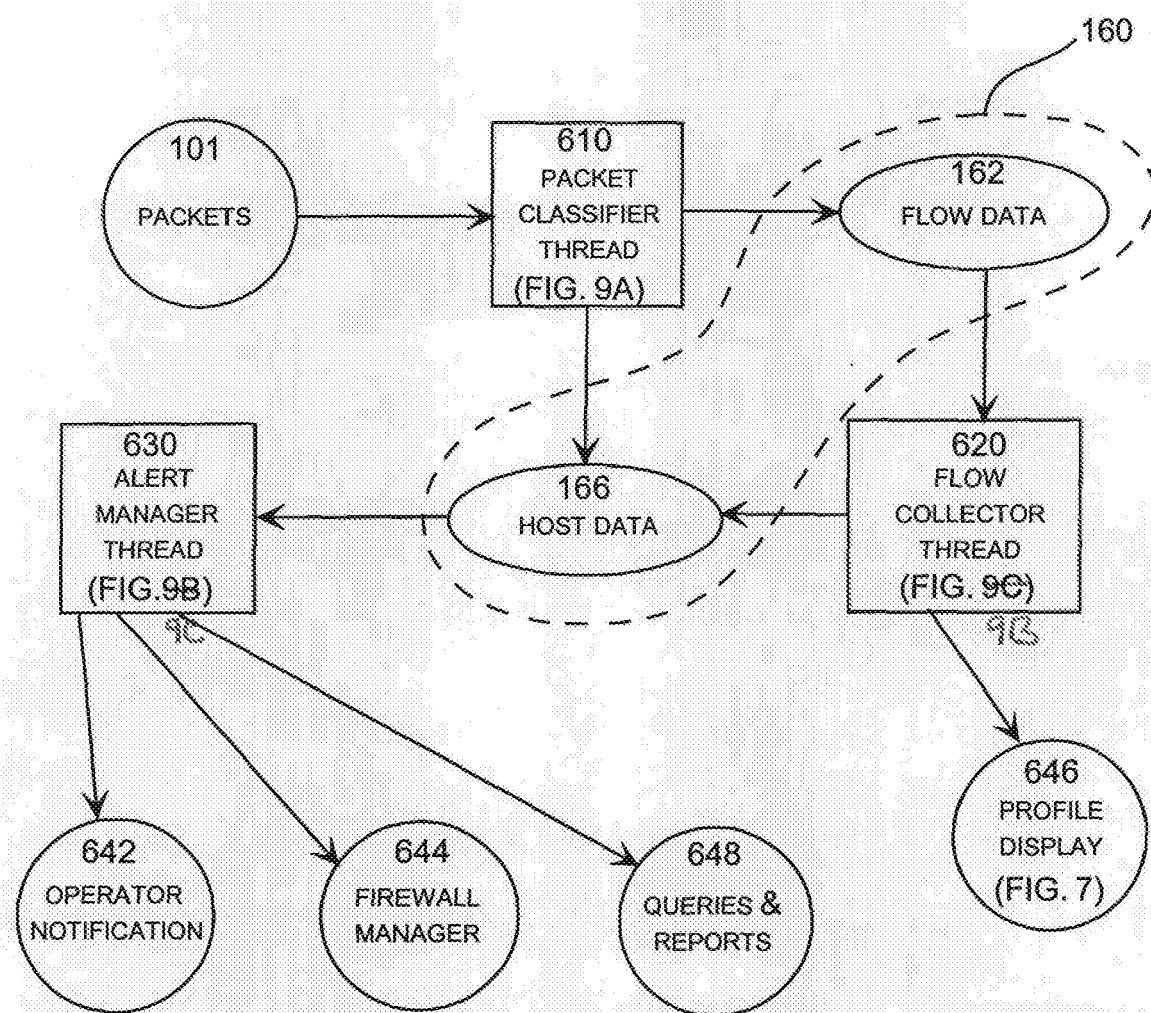 160
101
PACKETS
610
PACKET
CLASSIFIER
THREAD
(FIG. 9A)
162
FLOW DATA
630
ALERT
MANAGER
THREAD
(FIG.9B)
9C
166
HOST DATA
620
FLOW
COLLECTOR
THREAD
(FIG. 9C)
9B
642
OPERATOR
NOTIFICATION
644
FIREWALL
MANAGER
648
QUERIES &
REPORTS
646
PROFILE
DISPLAY
(FIG. 7)